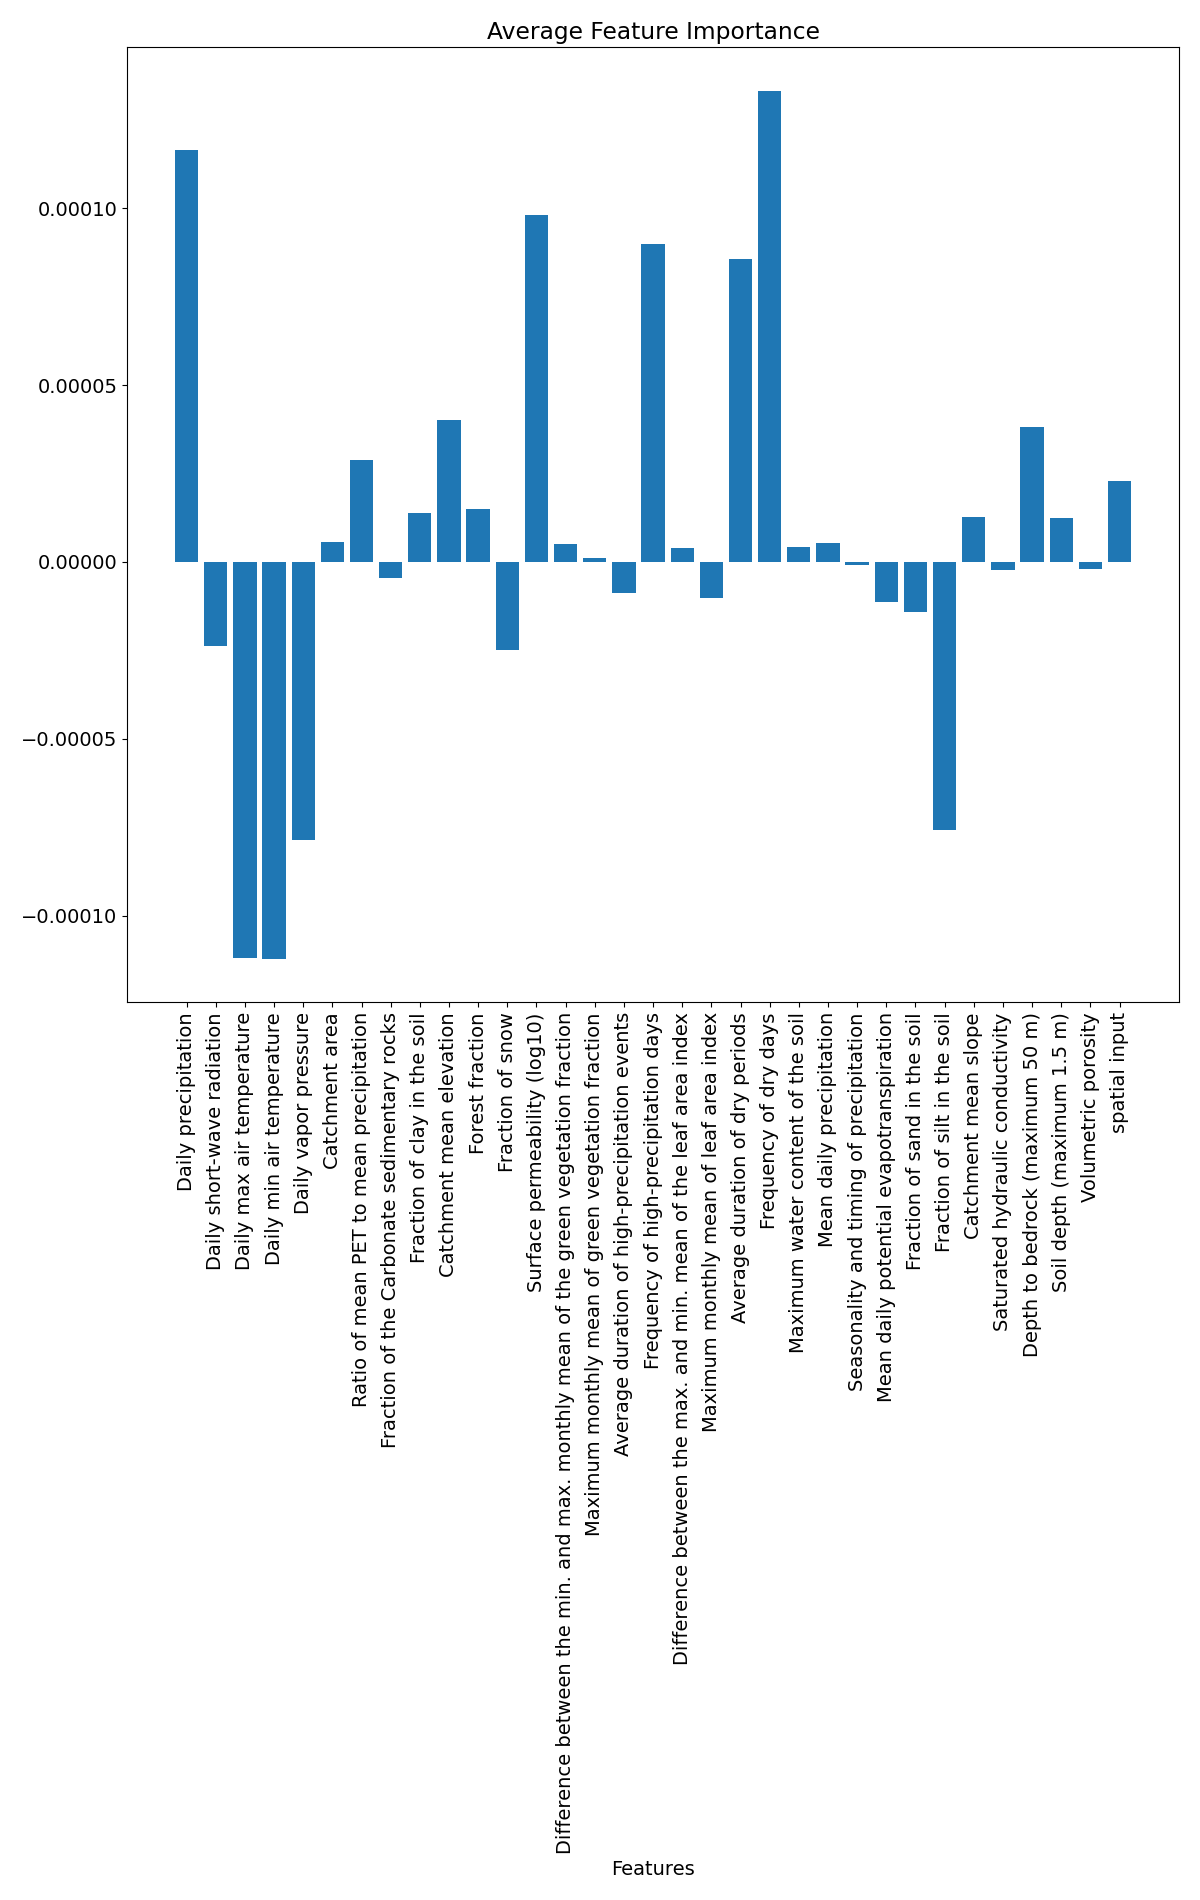 Average Feature Importance
0.00010
0.00005
0.00000
−0.00005
−0.00010
Daily precipitation
Daily short-wave radiation
Daily max air temperature
Daily min air temperature
Daily vapor pressure
Catchment area
Ratio of mean PET to mean precipitation
Fraction of the Carbonate sedimentary rocks
Fraction of clay in the soil
Catchment mean elevation
Forest fraction
Fraction of snow
Surface permeability (log10)
Difference between the min. and max. monthly mean of the green vegetation fraction
Maximum monthly mean of green vegetation fraction
Average duration of high-precipitation events
Frequency of high-precipitation days
Difference between the max. and min. mean of the leaf area index
Maximum monthly mean of leaf area index
Average duration of dry periods
Frequency of dry days
Maximum water content of the soil
Mean daily precipitation
Seasonality and timing of precipitation
Mean daily potential evapotranspiration
Fraction of sand in the soil
Fraction of silt in the soil
Catchment mean slope
Saturated hydraulic conductivity
Depth to bedrock (maximum 50 m)
Soil depth (maximum 1.5 m)
Volumetric porosity
spatial input
Features